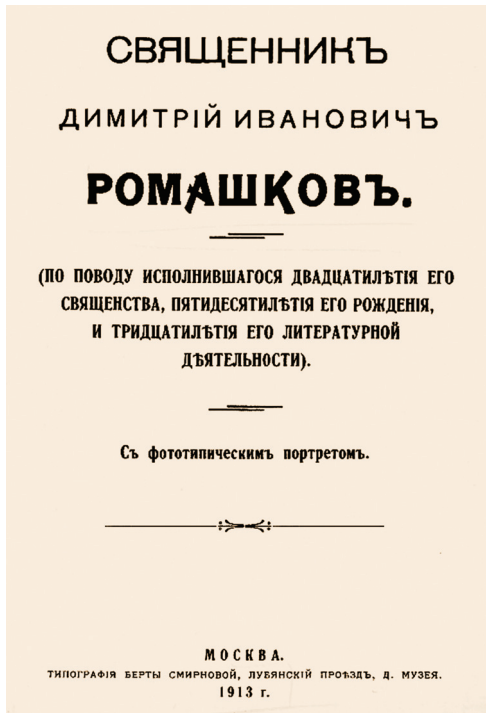 СВЯЩЕННИКЪ
ДИМИТРІЙ ИВАНОВИЧЪ
РОМАШКОВЪ.
(ПО ПОВОДУ ИСПОЛНИВШАГОСЯ ДВАДЦАТИЛѢТІЯ ЕГО
СВЯЩЕНСТВА, ПЯТИДЕСЯТИЛѢТІЯ ЕГО РОЖДЕНІЯ,
И ТРИДЦАТИЛѢТІЯ ЕГО ЛИТЕРАТУРНОЙ
ДѢЯТЕЛЬНОСТИ).
Съ фототипическимъ портретомъ.
МОСКВА.
ТИПОГРАФІЯ БЕРТЫ СМИРНОВОЙ, ЛУБЯНСКІЙ ПРОѢЗДЪ, Д. МУЗЕЯ.
1913 г.